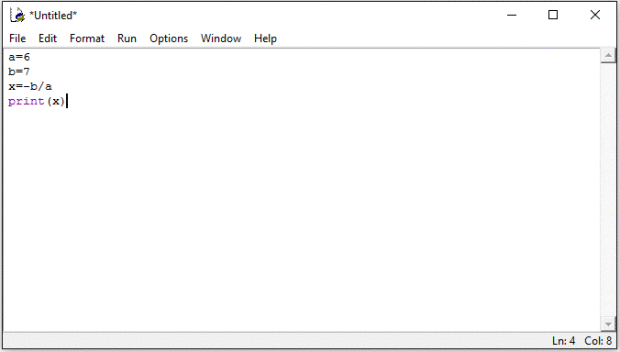 *Untitled*
File Edit Format Run Options Window Help
a=6
b=7
x=-b/a
print(x)
Ln: 4 Col: 8